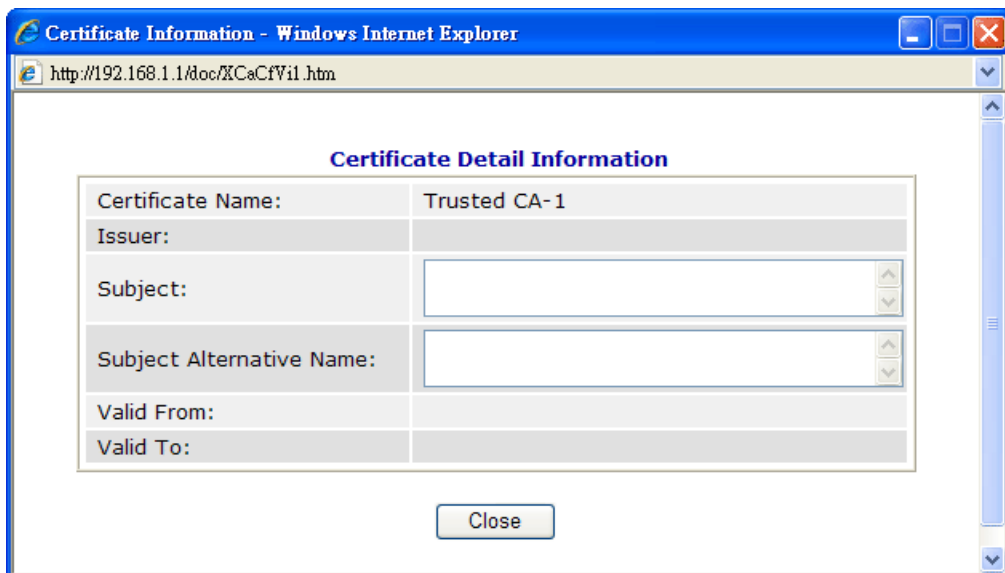 Certificate Information - Windows Internet Explorer
http://192.168.1.1/doc/XCaCfVi1.htm
Certificate Detail Information
Certificate Name: Trusted CA-1
Issuer:
Subject:
Subject Alternative Name:
Valid From:
Valid To:
Close